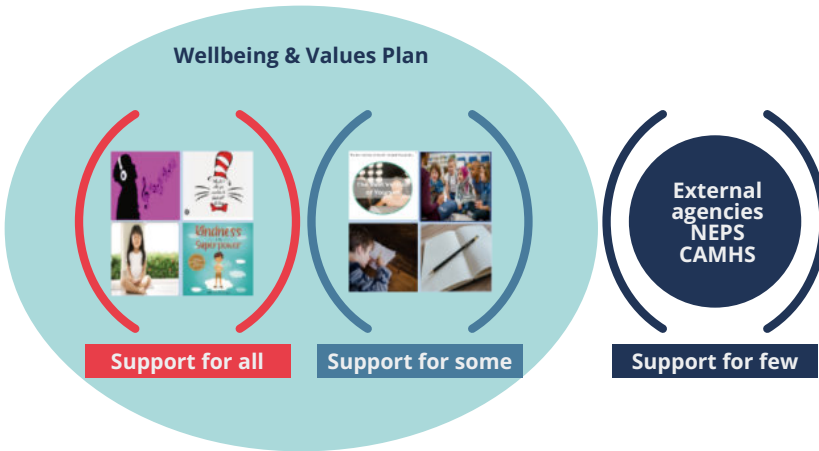 Wellbeing & Values Plan
Kindness
Superpower
External
agencies
NEPS
CAMHS
Support for all
Support for some
Support for few